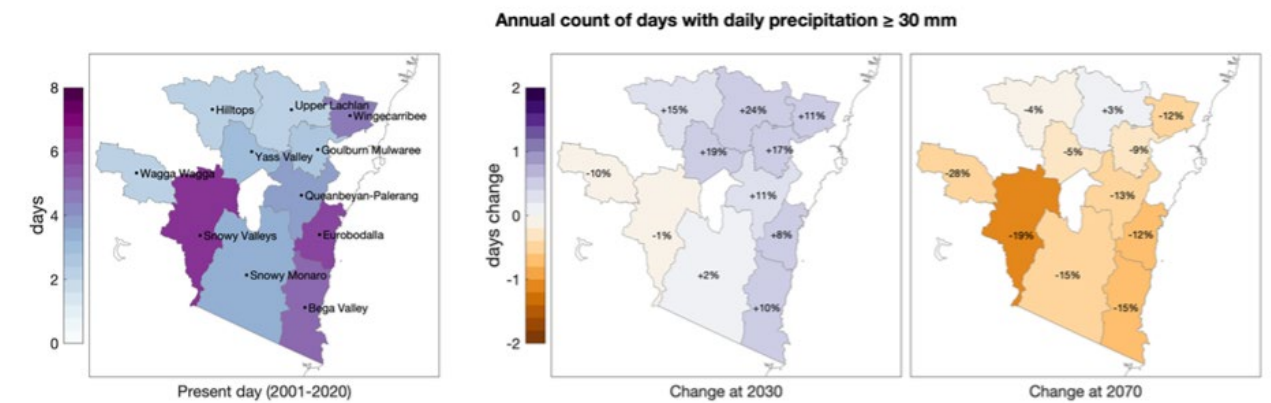 Annual count of days with daily precipitation ≥ 30 mm
days
8
6
4
2
0
Hilltops
Upper Lachlan
Wingecarribee
Yass Valley
Goulburn Mulwaree
Wagga Wagga
Queanbeyan-Palerang
Snowy Valleys
Eurobodalla
Snowy Monaro
Bega Valley
Present day (2001-2020)
days change
2
1
0
-1
-2
+15%
+24%
+11%
+19%
+17%
-10%
+11%
-1%
+8%
+2%
+10%
Change at 2030
-4%
+3%
-12%
-5%
-9%
-28%
-13%
-19%
-12%
-15%
-15%
Change at 2070